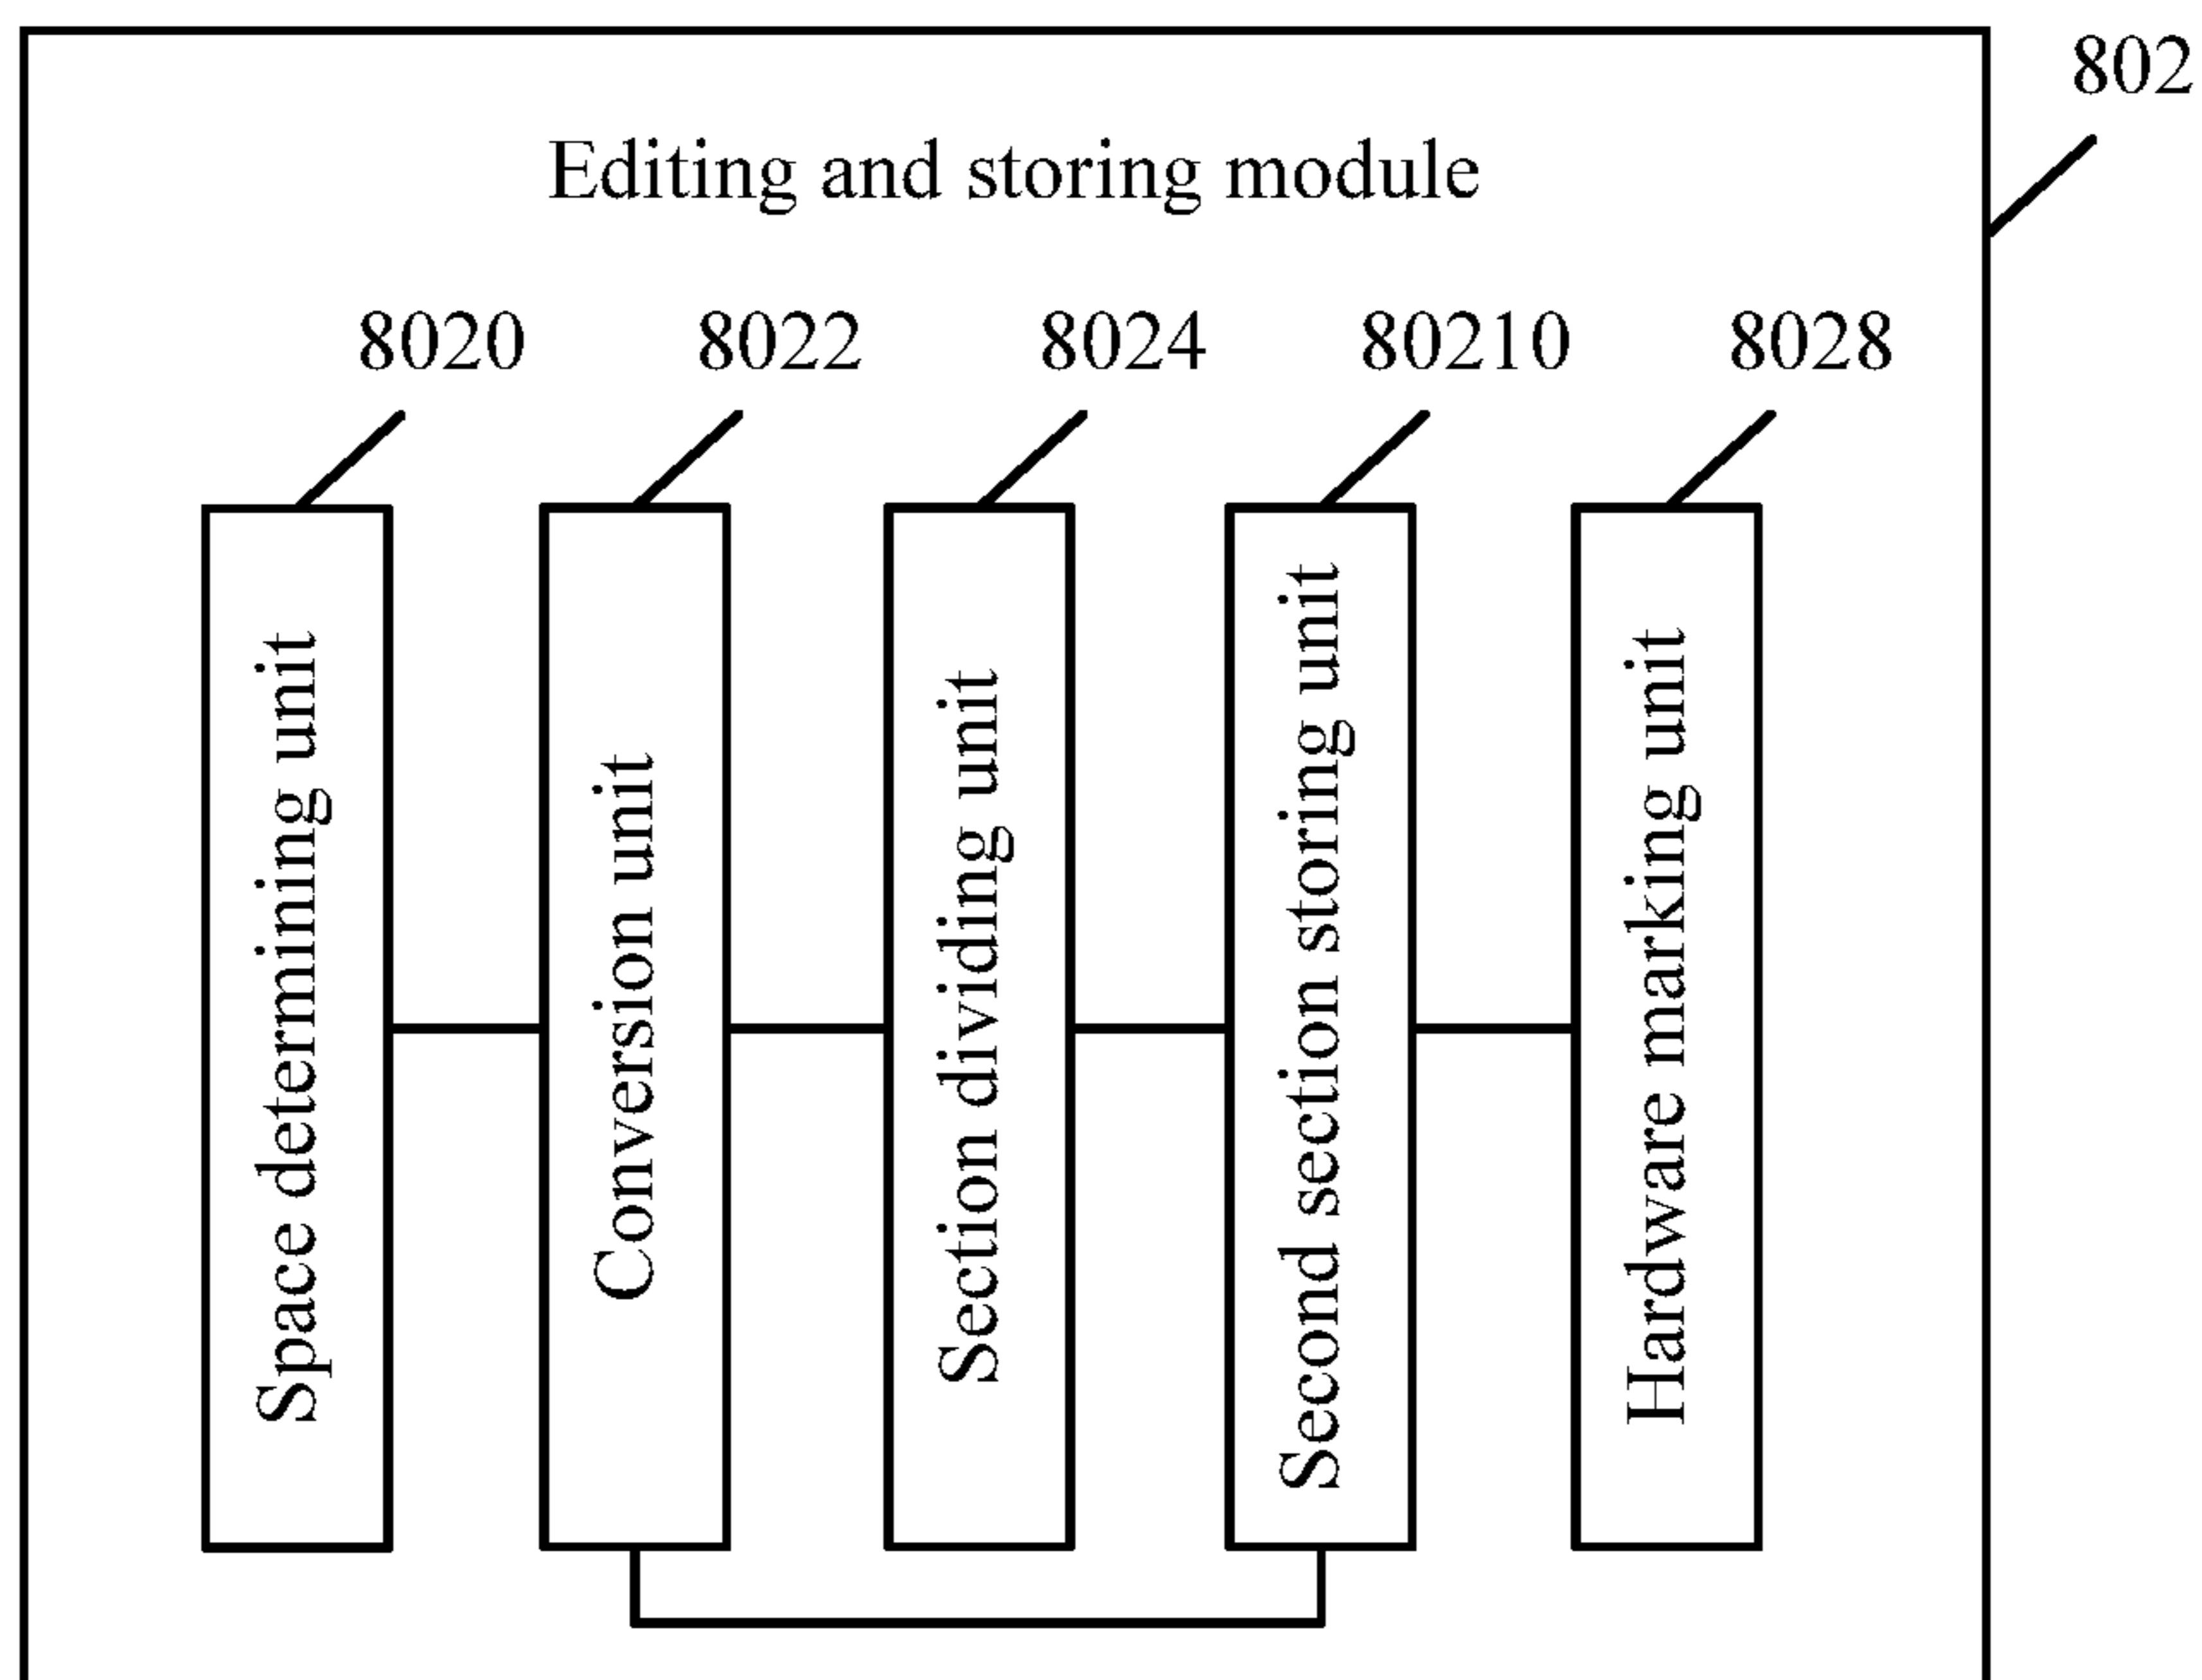 802
Editing and storing module
8020
8022
8024
80210
8028
Space determining unit
Conversion unit
Section dividing unit
Second section storing unit
Hardware marking unit